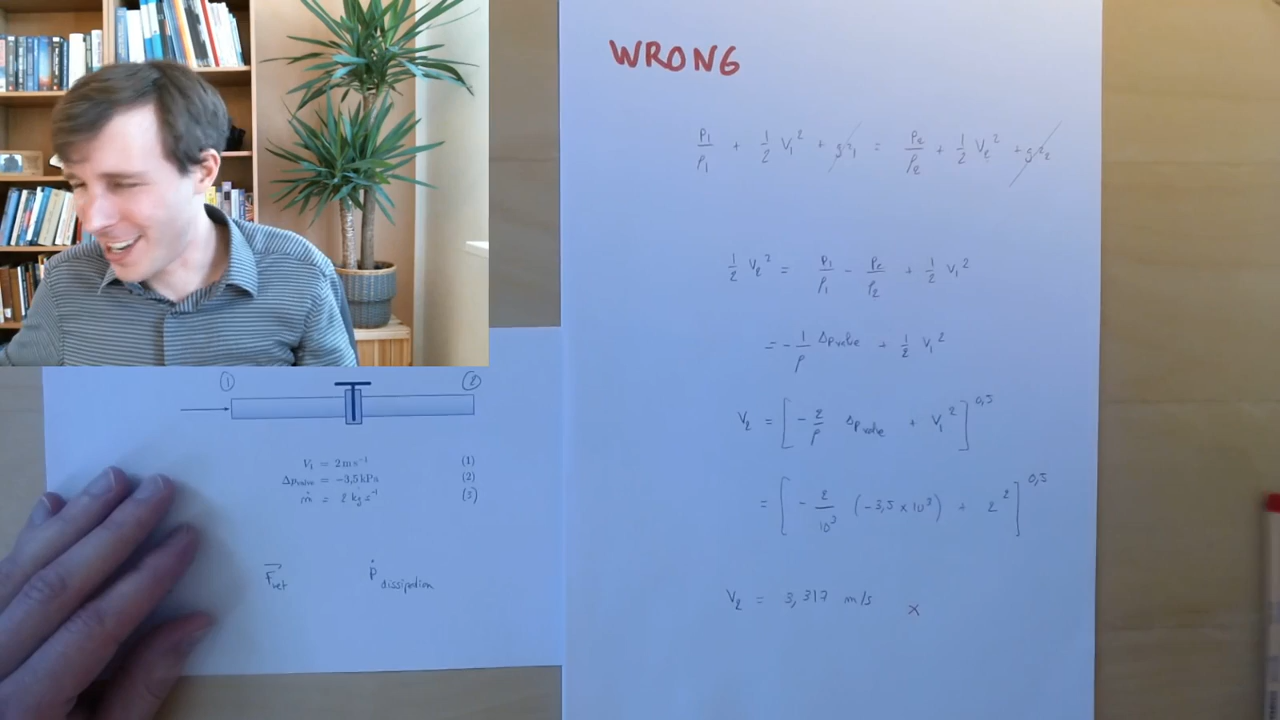 WRONG
p₁/ρ₁ + 1/2 V₁² + gz₁ = p₂/ρ₂ + 1/2 V₂² + gz₂
1/2 V₂² = p₁/ρ₁ - p₂/ρ₂ + 1/2 V₁²
= - 1/ρ Δpvalve + 1/2 V₁²
V₂ = [ - 2/ρ Δpvalve + V₁² ]^0,5
= [ - 2/10³ (-3,5 × 10³) + 2² ]^0,5
V₂ = 3,317 m/s ×
① ②
V₁ = 2 m s⁻¹ (1)
Δpvalve = −3,5 kPa (2)
ṁ = 2 kg s⁻¹ (3)
F⃗net Ṗdissipation